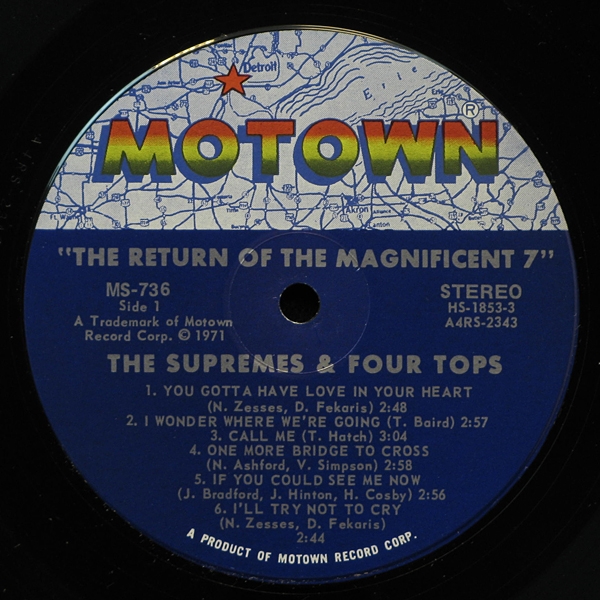 Detroit
Erie
MOTOWN®
Akron
Canton
"THE RETURN OF THE MAGNIFICENT 7"
MS-736
Side 1
A Trademark of Motown
Record Corp. © 1971
STEREO
HS-1853-3
A4RS-2343
THE SUPREMES & FOUR TOPS
1. YOU GOTTA HAVE LOVE IN YOUR HEART
(N. Zesses, D. Fekaris) 2:48
2. I WONDER WHERE WE'RE GOING (T. Baird) 2:57
3. CALL ME (T. Hatch) 3:04
4. ONE MORE BRIDGE TO CROSS
(N. Ashford, V. Simpson) 2:58
5. IF YOU COULD SEE ME NOW
(J. Bradford, J. Hinton, H. Cosby) 2:56
6. I'LL TRY NOT TO CRY
(N. Zesses, D. Fekaris)
2:44
A PRODUCT OF MOTOWN RECORD CORP.